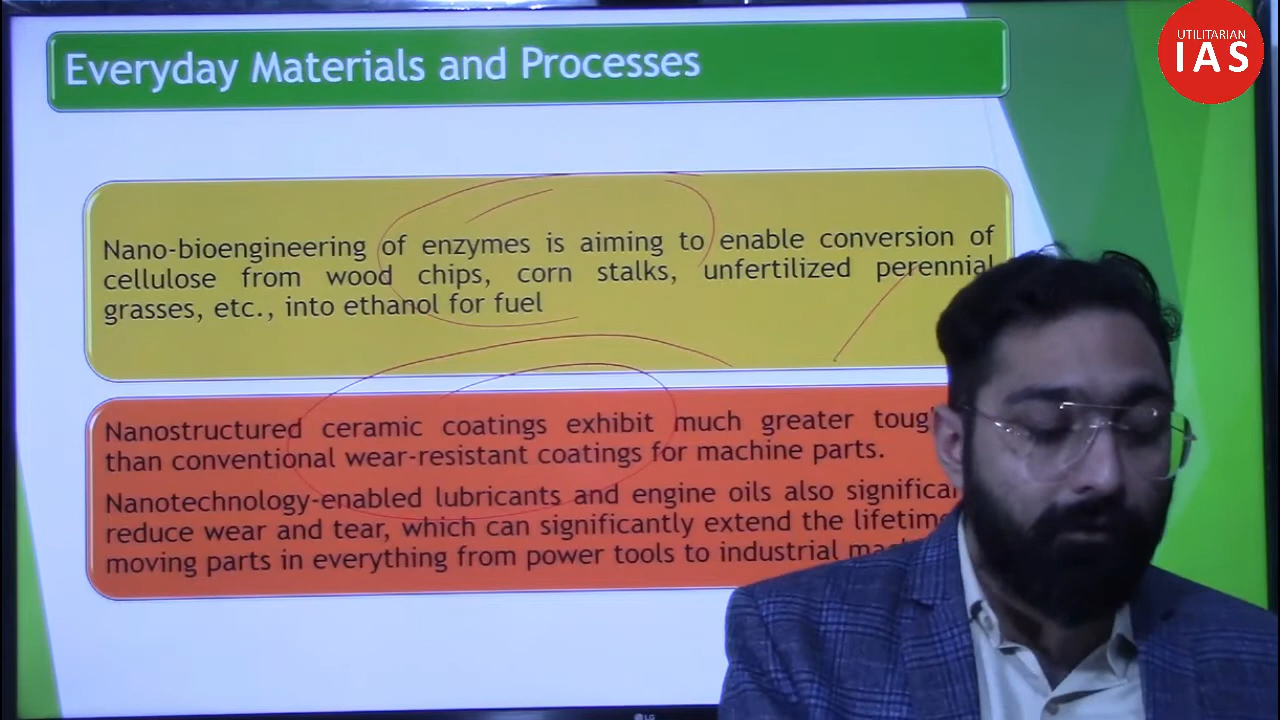 Everyday Materials and Processes
UTILITARIAN
IAS
Nano-bioengineering of enzymes is aiming to enable conversion of
cellulose from wood chips, corn stalks, unfertilized perennial
grasses, etc., into ethanol for fuel
Nanostructured ceramic coatings exhibit much greater
than conventional wear-resistant coatings for machine parts.
Nanotechnology-enabled lubricants and engine oils also
reduce wear and tear, which can significantly extend the
moving parts in everything from power tools to industrial
LG